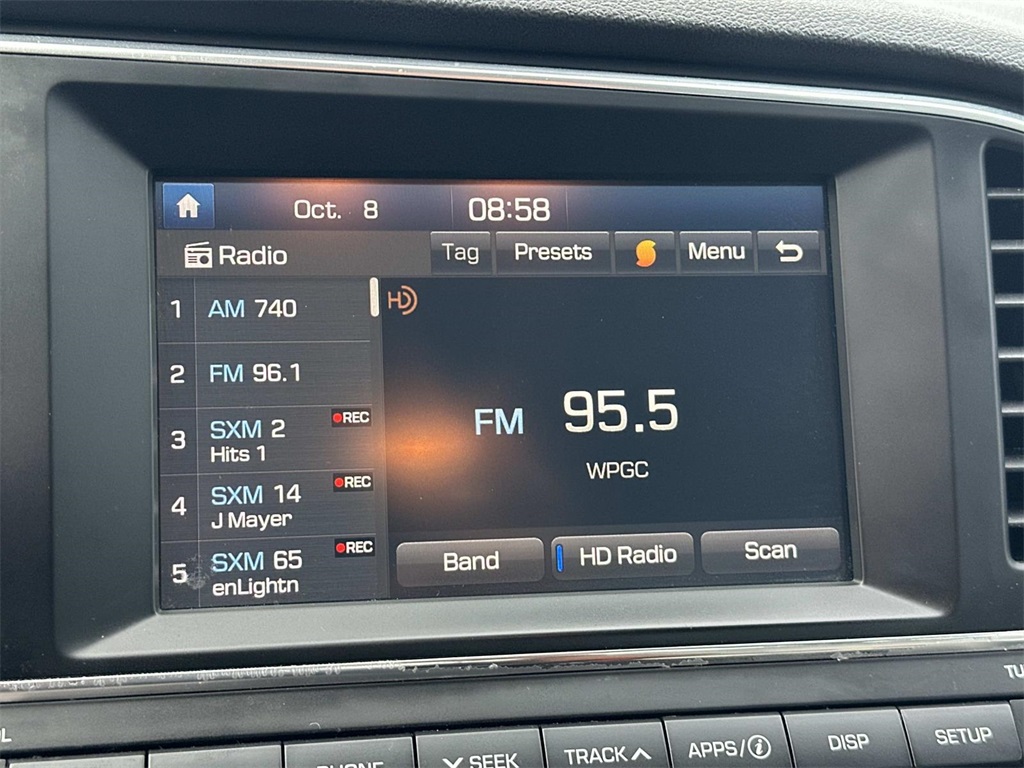 Oct. 8 08:58
Radio Tag Presets Menu
1 AM 740
HD
2 FM 96.1
3 SXM 2 REC
Hits 1
4 SXM 14 REC
J Mayer
5 SXM 65 REC
enLightn
FM 95.5
WPGC
Band HD Radio Scan
PHONE SEEK TRACK APPS/i DISP SETUP